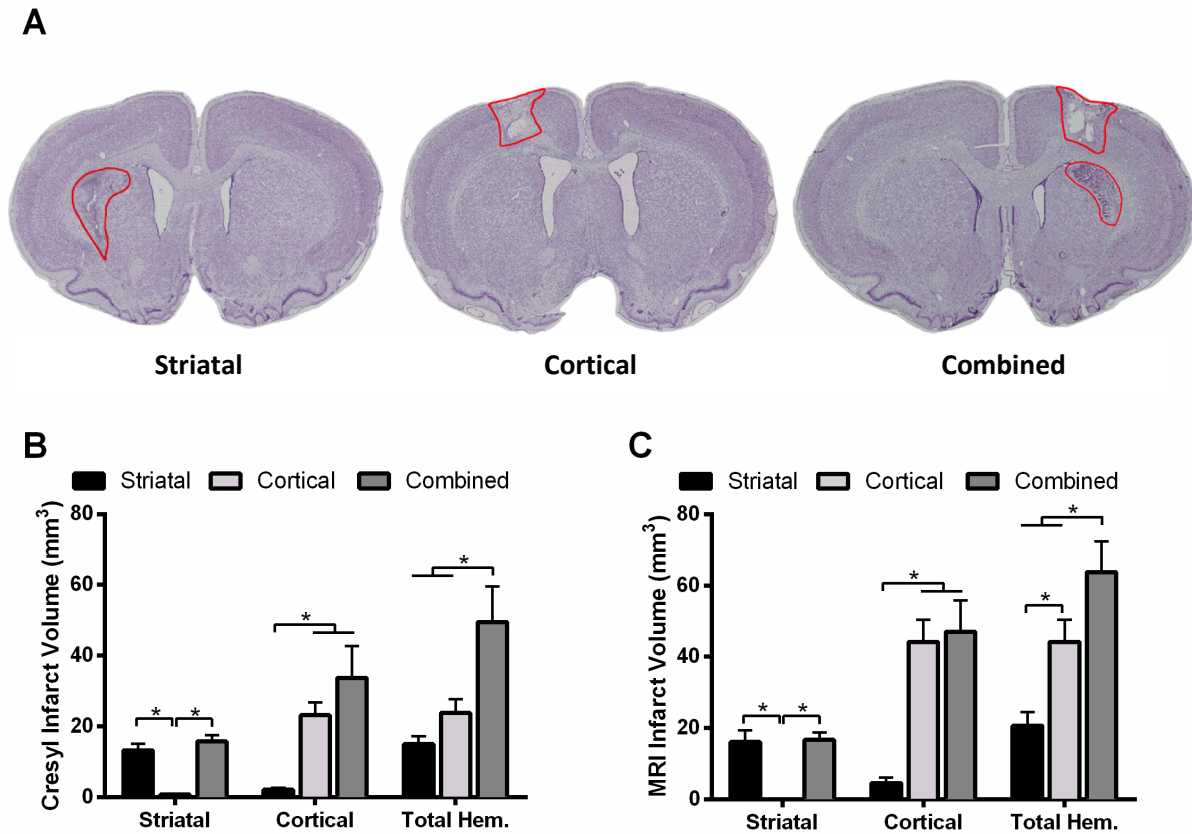 A
Striatal Cortical Combined
B
Striatal Cortical Combined
Cresyl Infarct Volume (mm³)
80
60
40
20
0
* * * *
Striatal Cortical Total Hem.
C
Striatal Cortical Combined
MRI Infarct Volume (mm³)
80
60
40
20
0
* * * * *
Striatal Cortical Total Hem.